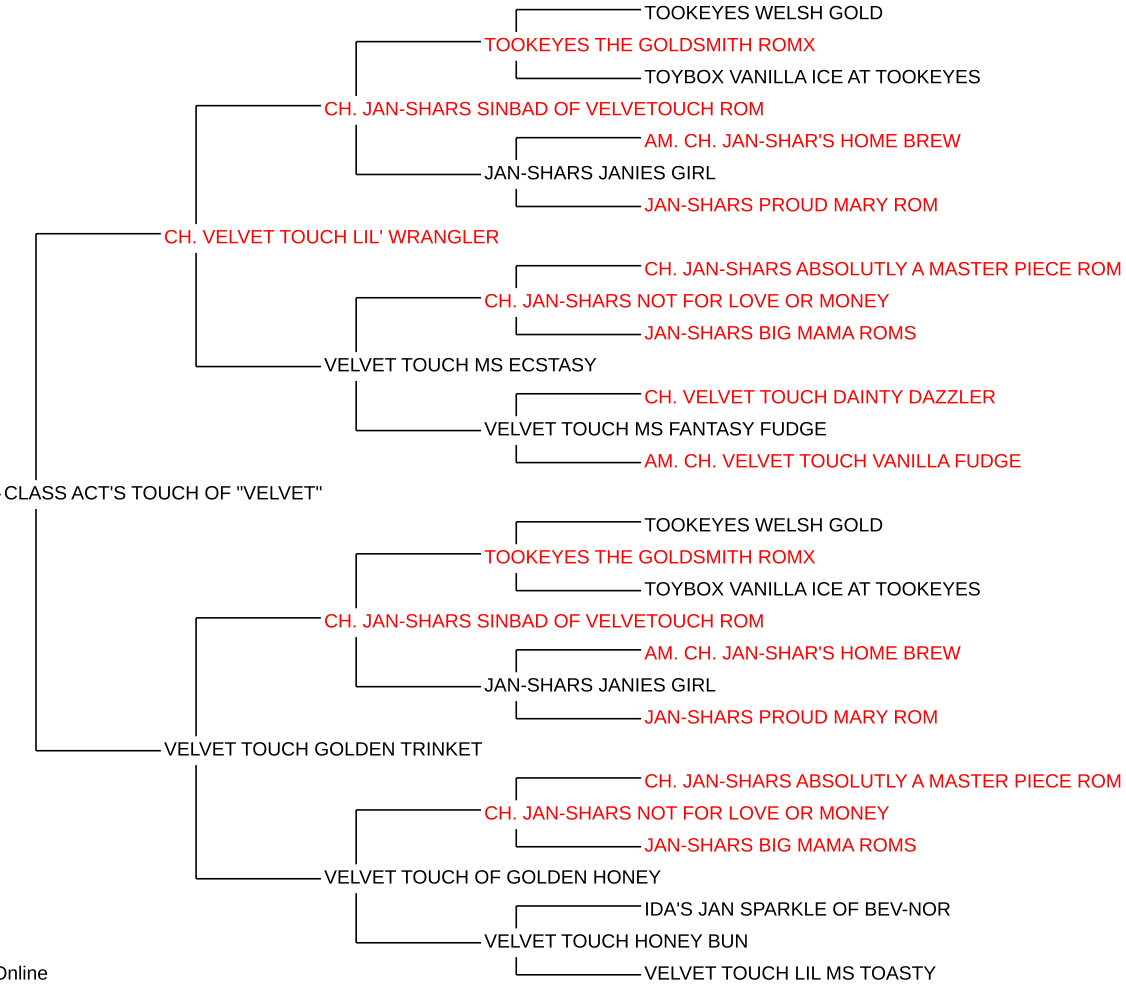 TOOKEYES WELSH GOLD
TOOKEYES THE GOLDSMITH ROMX
TOYBOX VANILLA ICE AT TOOKEYES
CH. JAN-SHARS SINBAD OF VELVETOUCH ROM
AM. CH. JAN-SHAR'S HOME BREW
JAN-SHARS JANIES GIRL
JAN-SHARS PROUD MARY ROM
CH. VELVET TOUCH LIL' WRANGLER
CH. JAN-SHARS ABSOLUTLY A MASTER PIECE ROM
CH. JAN-SHARS NOT FOR LOVE OR MONEY
JAN-SHARS BIG MAMA ROMS
VELVET TOUCH MS ECSTASY
CH. VELVET TOUCH DAINTY DAZZLER
VELVET TOUCH MS FANTASY FUDGE
AM. CH. VELVET TOUCH VANILLA FUDGE
CLASS ACT'S TOUCH OF "VELVET"
TOOKEYES WELSH GOLD
TOOKEYES THE GOLDSMITH ROMX
TOYBOX VANILLA ICE AT TOOKEYES
CH. JAN-SHARS SINBAD OF VELVETOUCH ROM
AM. CH. JAN-SHAR'S HOME BREW
JAN-SHARS JANIES GIRL
JAN-SHARS PROUD MARY ROM
VELVET TOUCH GOLDEN TRINKET
CH. JAN-SHARS ABSOLUTLY A MASTER PIECE ROM
CH. JAN-SHARS NOT FOR LOVE OR MONEY
JAN-SHARS BIG MAMA ROMS
VELVET TOUCH OF GOLDEN HONEY
IDA'S JAN SPARKLE OF BEV-NOR
VELVET TOUCH HONEY BUN
VELVET TOUCH LIL MS TOASTY
Online